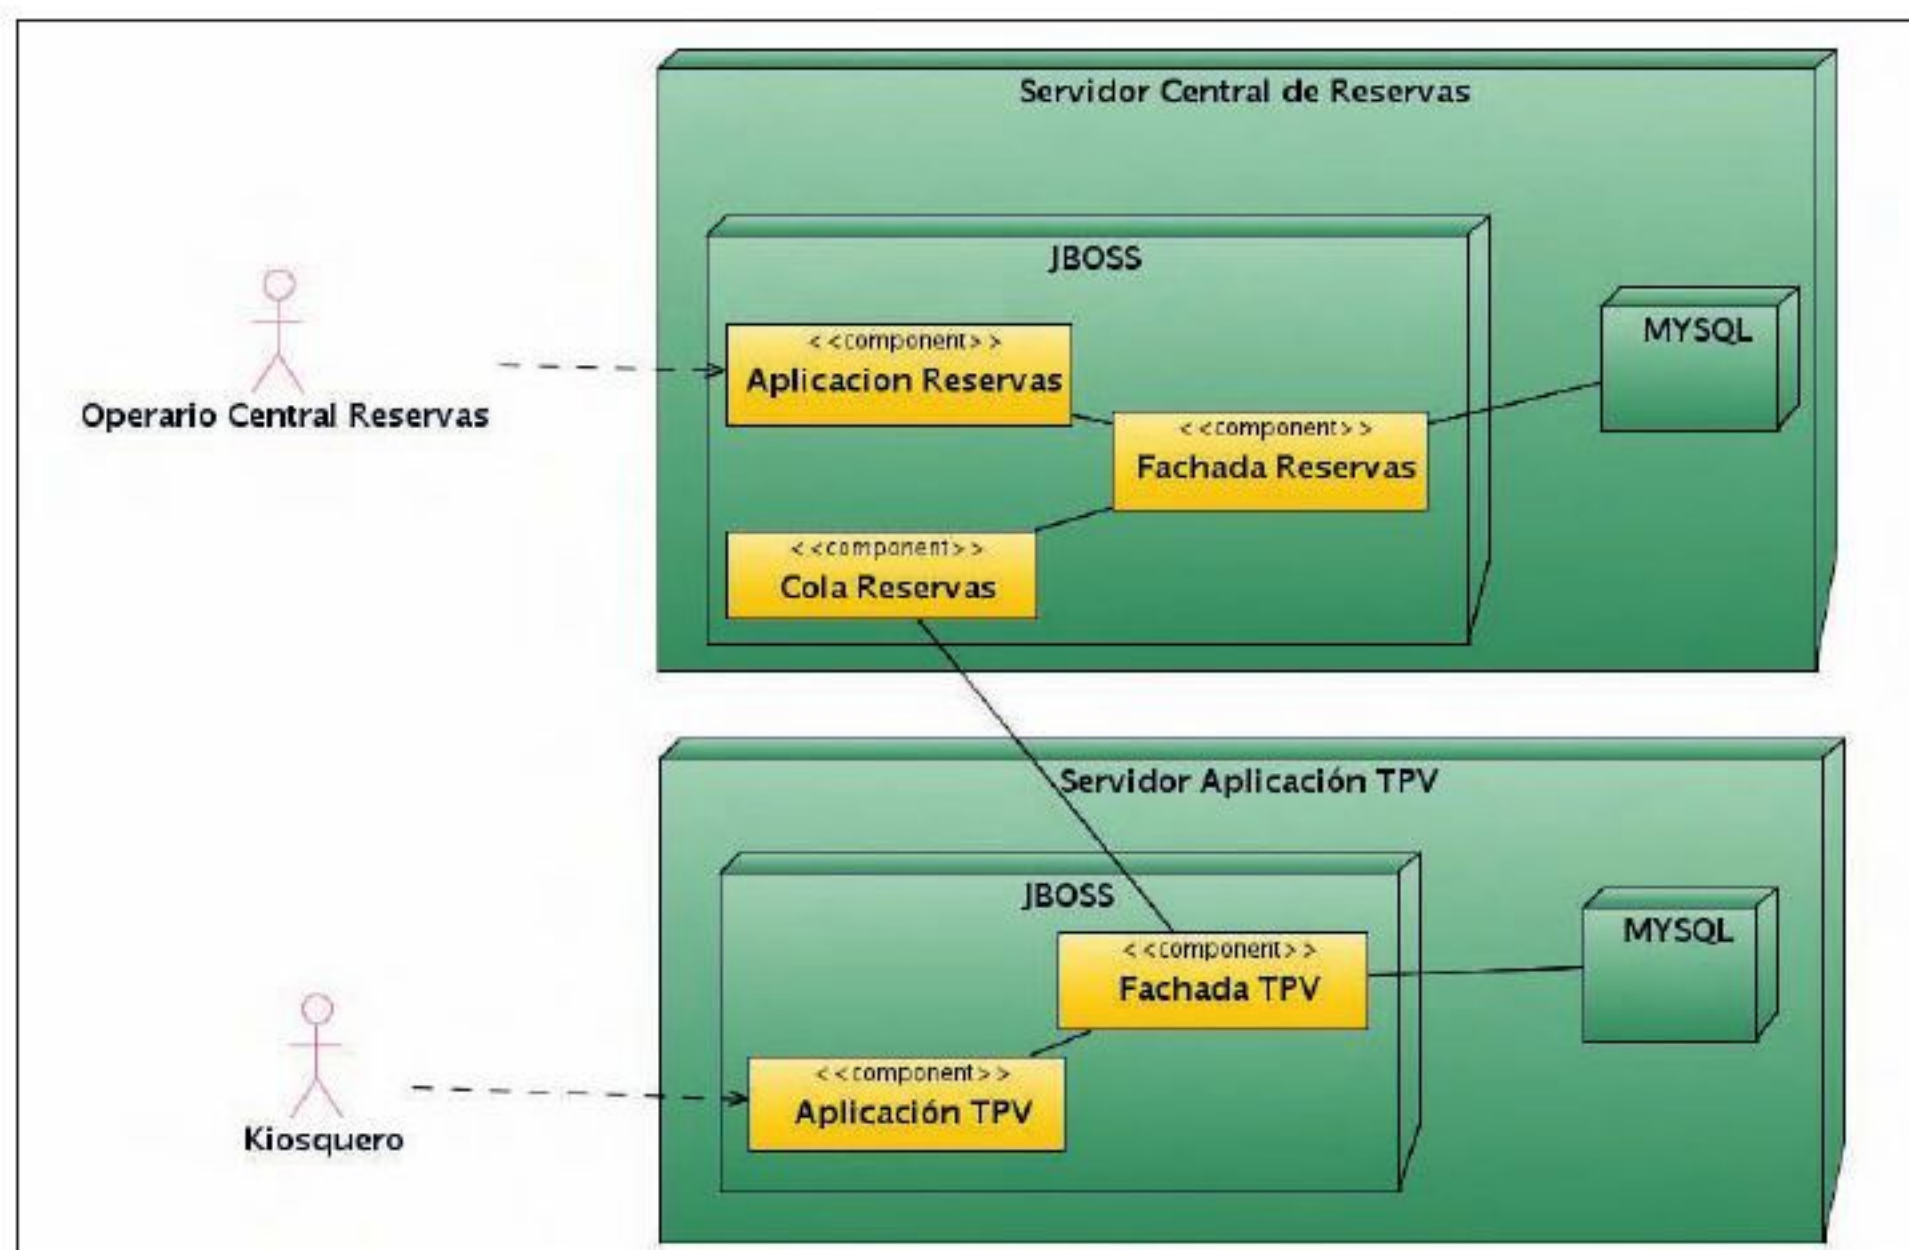 Servidor Central de Reservas
JBOSS
MYSQL
< <component> >
Aplicacion Reservas
Operario Central Reservas
< <component> >
Fachada Reservas
< <component> >
Cola Reservas
Servidor Aplicación TPV
JBOSS
MYSQL
< <component> >
Fachada TPV
< <component> >
Aplicación TPV
Kiosquero